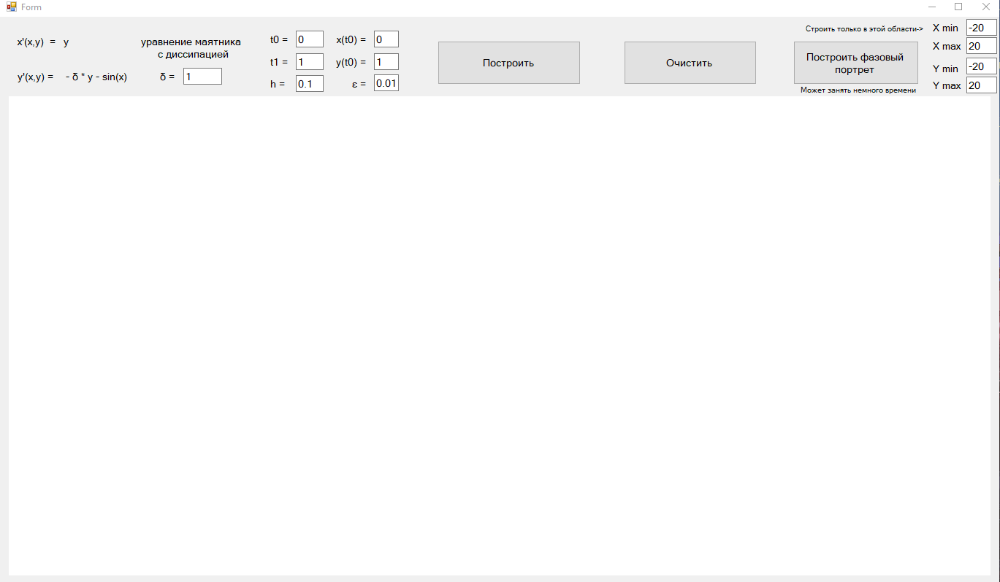 Form
x'(x,y) = y
y'(x,y) = - δ * y - sin(x)
уравнение маятника
с диссипацией
δ = 1
t0 = 0
t1 = 1
h = 0.1
x(t0) = 0
y(t0) = 1
ε = 0.01
Построить
Очистить
Строить только в этой области->
Построить фазовый
портрет
Может занять немного времени
X min -20
X max 20
Y min -20
Y max 20